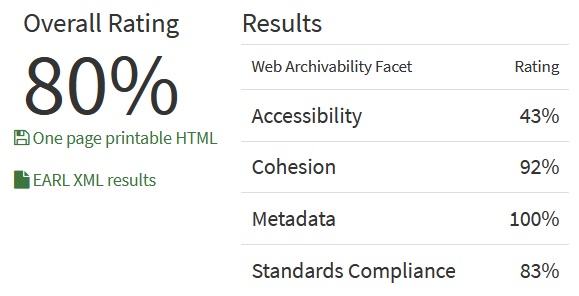 Overall Rating
80%
One page printable HTML
EARL XML results
Results
Web Archivability Facet Rating
Accessibility 43%
Cohesion 92%
Metadata 100%
Standards Compliance 83%